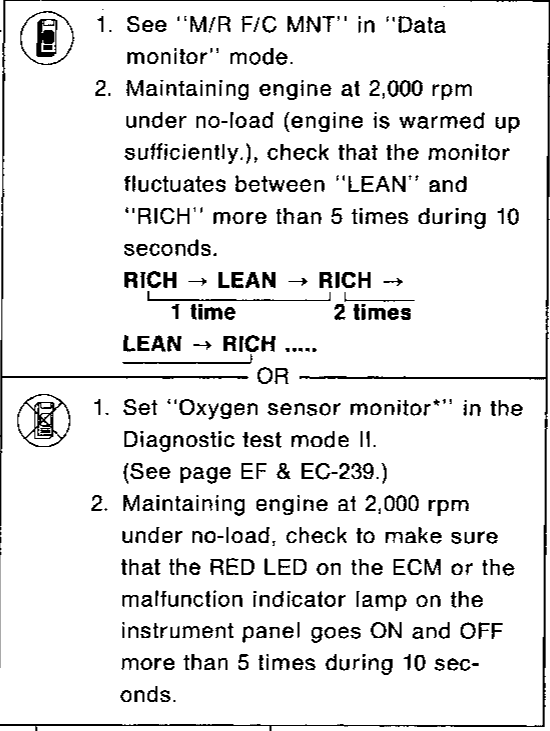 1. See "M/R F/C MNT" in "Data
monitor" mode.
2. Maintaining engine at 2,000 rpm
under no-load (engine is warmed up
sufficiently.), check that the monitor
fluctuates between "LEAN" and
"RICH" more than 5 times during 10
seconds.
RICH → LEAN → RICH →
1 time 2 times
LEAN → RICH .....
OR
1. Set "Oxygen sensor monitor*" in the
Diagnostic test mode II.
(See page EF & EC-239.)
2. Maintaining engine at 2,000 rpm
under no-load, check to make sure
that the RED LED on the ECM or the
malfunction indicator lamp on the
instrument panel goes ON and OFF
more than 5 times during 10 sec-
onds.